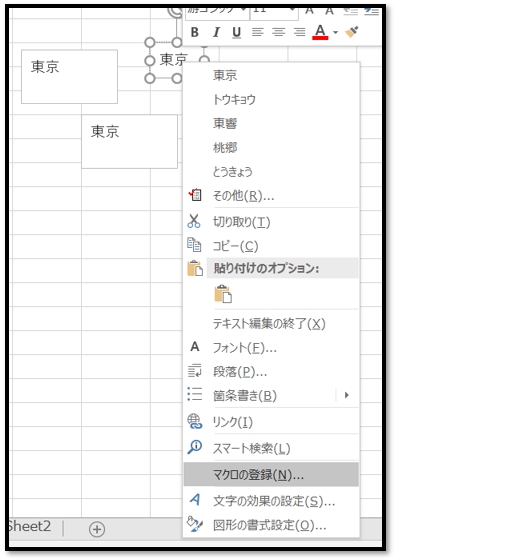 游ゴシック 11 A A
B I U A
東京
東京
東京
東京
トウキョウ
東響
桃郷
とうきょう
その他(R)...
切り取り(T)
コピー(C)
貼り付けのオプション:
テキスト編集の終了(X)
A フォント(F)...
段落(P)...
箇条書き(B)
リンク(I)
スマート検索(L)
マクロの登録(N)...
A 文字の効果の設定(S)...
図形の書式設定(O)...
Sheet2